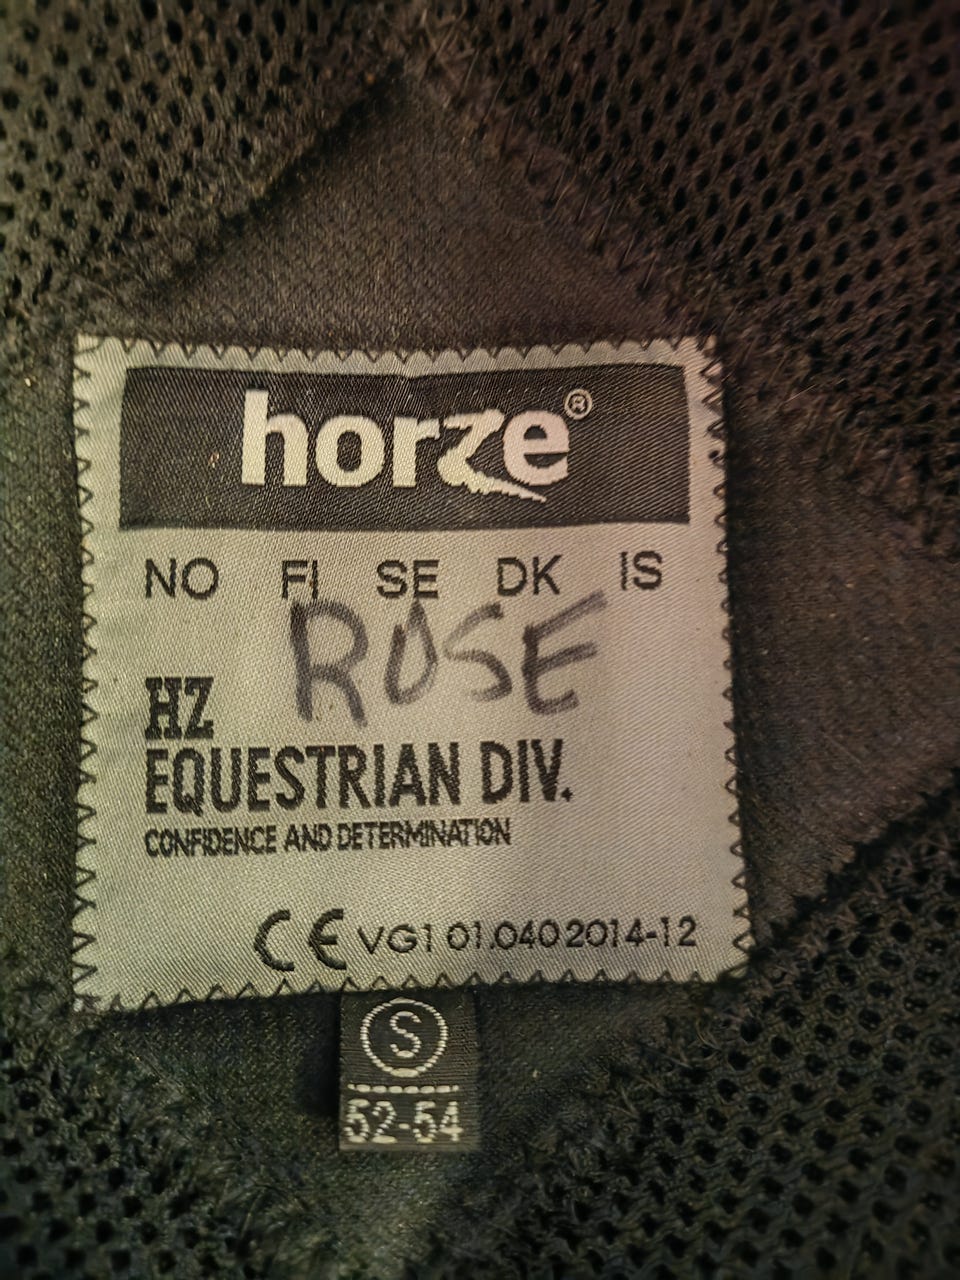 horze®
NO FI SE DK IS
ROSE
HZ
EQUESTRIAN DIV.
CONFIDENCE AND DETERMINATION
CE VG1 01.040 2014-12
S
52-54